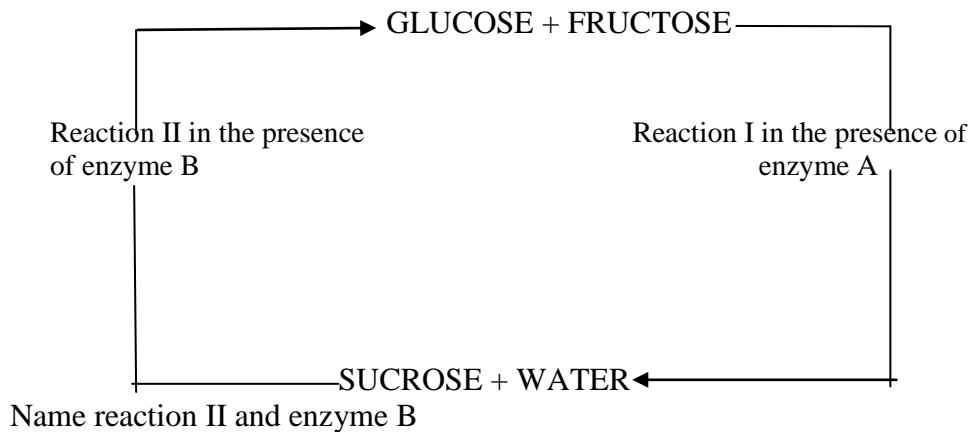 GLUCOSE + FRUCTOSE
Reaction II in the presence
of enzyme B
Reaction I in the presence of
enzyme A
SUCROSE + WATER
Name reaction II and enzyme B